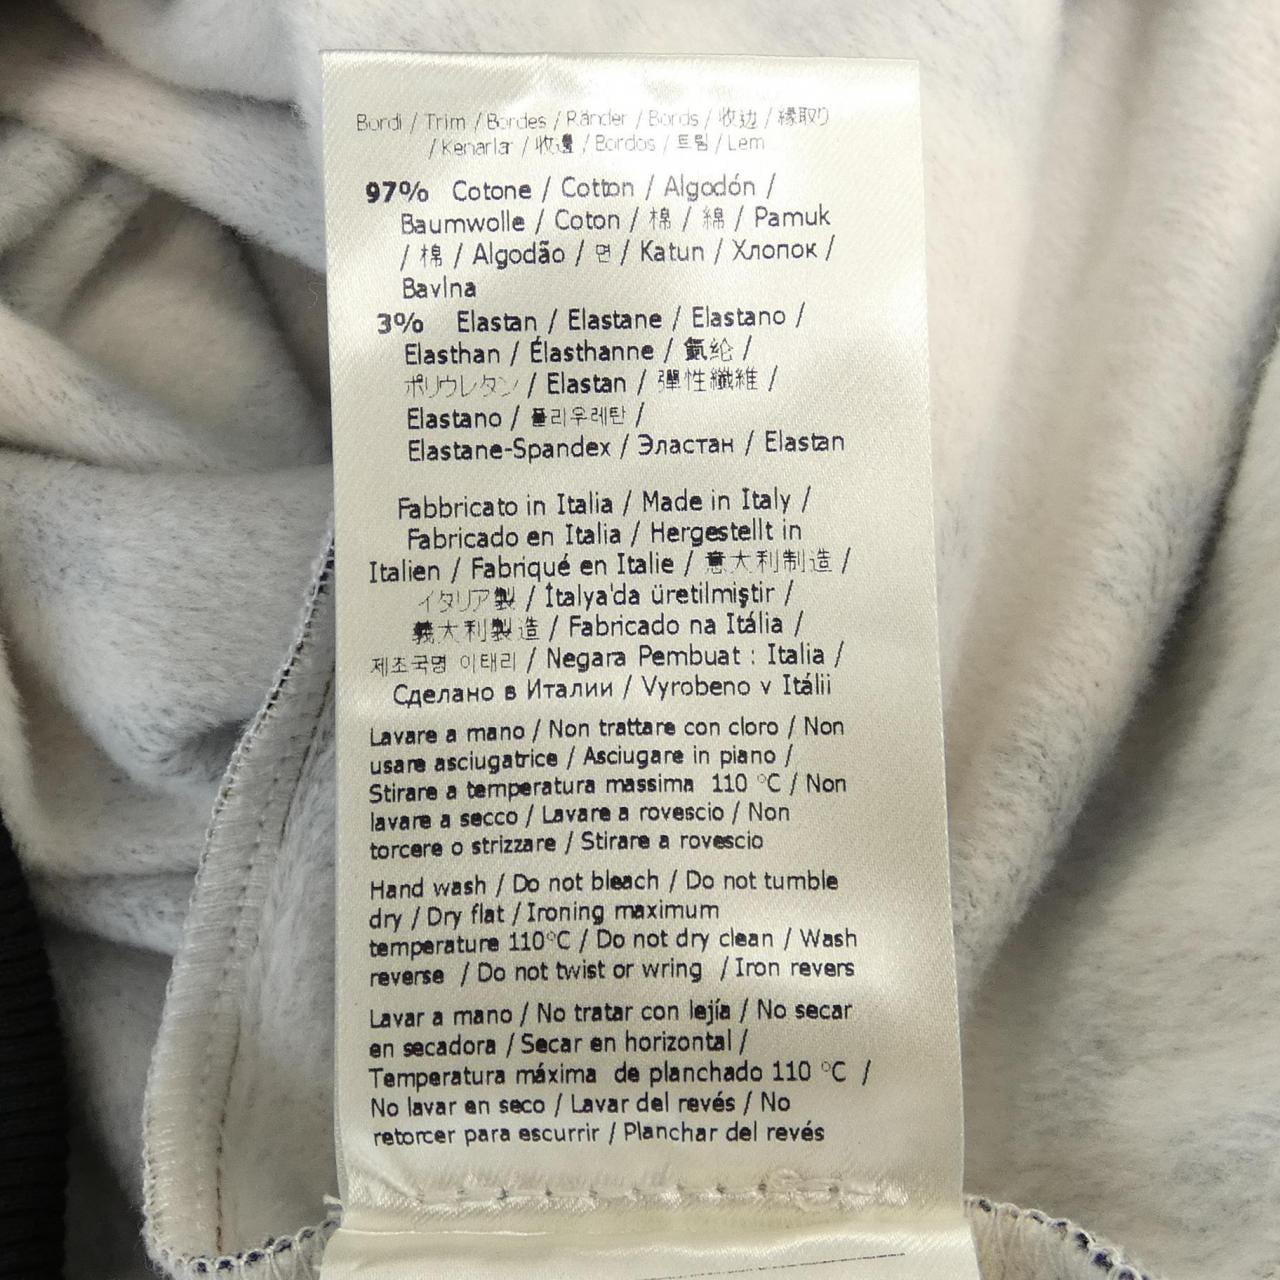 Bordi / Trim / Bordes / Ränder / Bords / 收边 / 縁取り
/ Kenarlar / 收邊 / Bordos / 트림 / Lem
97% Cotone / Cotton / Algodón /
Baumwolle / Coton / 棉 / 綿 / Pamuk
/ 棉 / Algodão / 면 / Katun / Хлопок /
Bavlna
3% Elastan / Elastane / Elastano /
Elasthan / Élasthanne / 氨纶 /
ポリウレタン / Elastan / 彈性纖維 /
Elastano / 폴리우레탄 /
Elastane-Spandex / Эластан / Elastan
Fabbricato in Italia / Made in Italy /
Fabricado en Italia / Hergestellt in
Italien / Fabriqué en Italie / 意大利制造 /
イタリア製 / İtalya'da üretilmiştir /
義大利製造 / Fabricado na Itália /
제조국명 이태리 / Negara Pembuat : Italia /
Сделано в Италии / Vyrobeno v Itálii
Lavare a mano / Non trattare con cloro / Non
usare asciugatrice / Asciugare in piano /
Stirare a temperatura massima 110 °C / Non
lavare a secco / Lavare a rovescio / Non
torcere o strizzare / Stirare a rovescio
Hand wash / Do not bleach / Do not tumble
dry / Dry flat / Ironing maximum
temperature 110°C / Do not dry clean / Wash
reverse / Do not twist or wring / Iron revers
Lavar a mano / No tratar con lejía / No secar
en secadora / Secar en horizontal /
Temperatura máxima de planchado 110 °C /
No lavar en seco / Lavar del revés / No
retorcer para escurrir / Planchar del revés